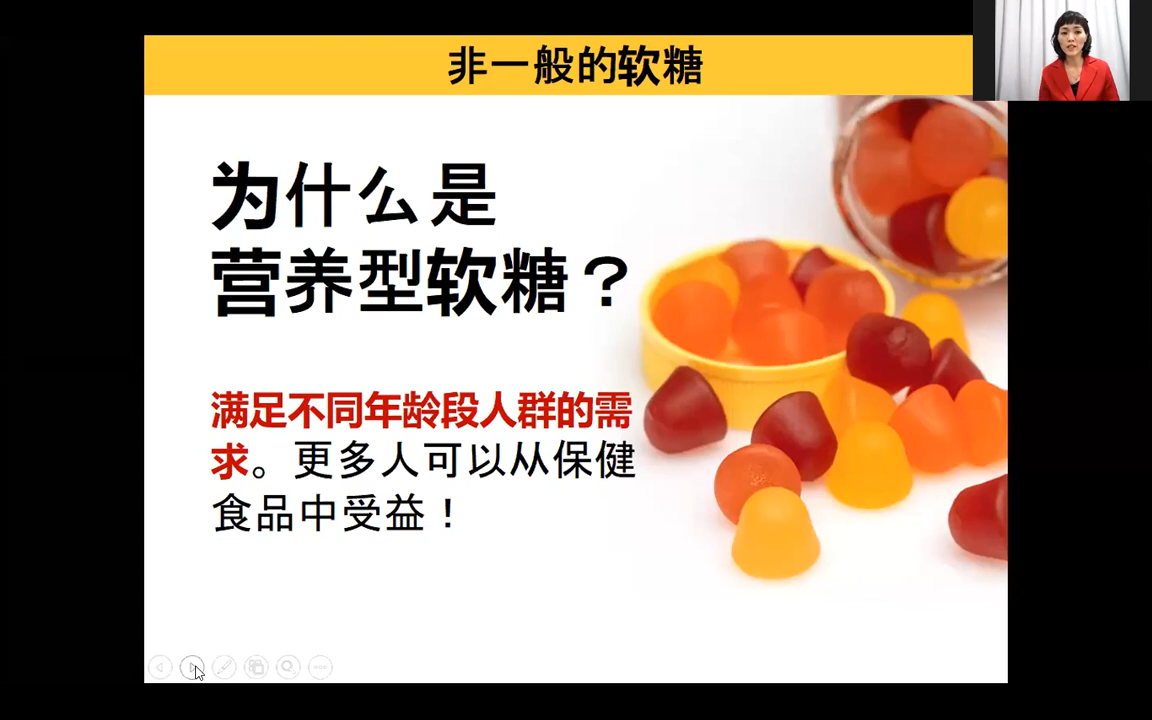 非一般的软糖
为什么是
营养型软糖？
满足不同年龄段人群的需
求。更多人可以从保健
食品中受益！